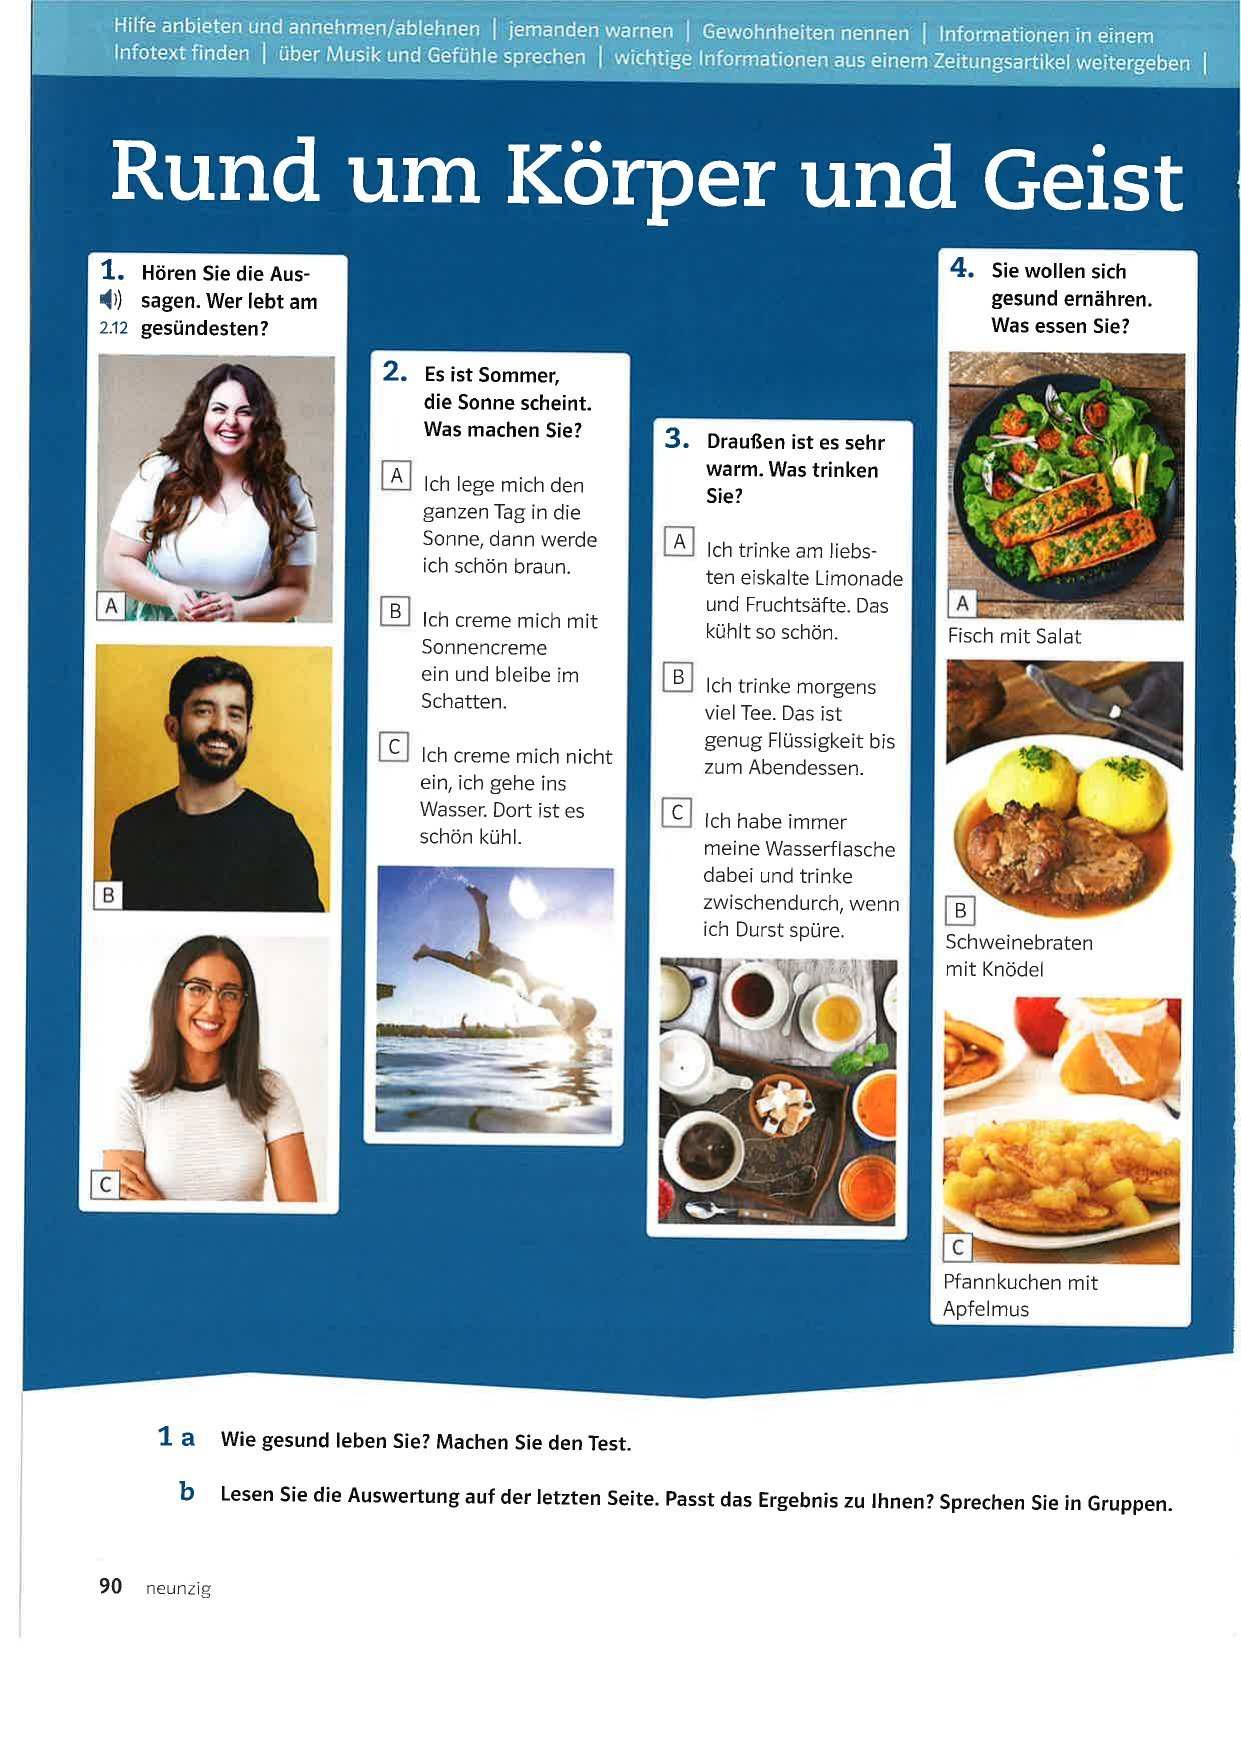 Hilfe anbieten und annehmen/ablehnen | jemanden warnen | Gewohnheiten nennen | Informationen in einem
Infotext finden | über Musik und Gefühle sprechen | wichtige Informationen aus einem Zeitungsartikel weitergeben |
Rund um Körper und Geist
1. Hören Sie die Aus-
sagen. Wer lebt am
2.12 gesündesten?
A
B
C
2. Es ist Sommer,
die Sonne scheint.
Was machen Sie?
A Ich lege mich den
ganzen Tag in die
Sonne, dann werde
ich schön braun.
B Ich creme mich mit
Sonnencreme
ein und bleibe im
Schatten.
C Ich creme mich nicht
ein, ich gehe ins
Wasser. Dort ist es
schön kühl.
3. Draußen ist es sehr
warm. Was trinken
Sie?
A Ich trinke am liebs-
ten eiskalte Limonade
und Fruchtsäfte. Das
kühlt so schön.
B Ich trinke morgens
viel Tee. Das ist
genug Flüssigkeit bis
zum Abendessen.
C Ich habe immer
meine Wasserflasche
dabei und trinke
zwischendurch, wenn
ich Durst spüre.
4. Sie wollen sich
gesund ernähren.
Was essen Sie?
A
Fisch mit Salat
B
Schweinebraten
mit Knödel
C
Pfannkuchen mit
Apfelmus
1 a Wie gesund leben Sie? Machen Sie den Test.
b Lesen Sie die Auswertung auf der letzten Seite. Passt das Ergebnis zu Ihnen? Sprechen Sie in Gruppen.
90 neunzig